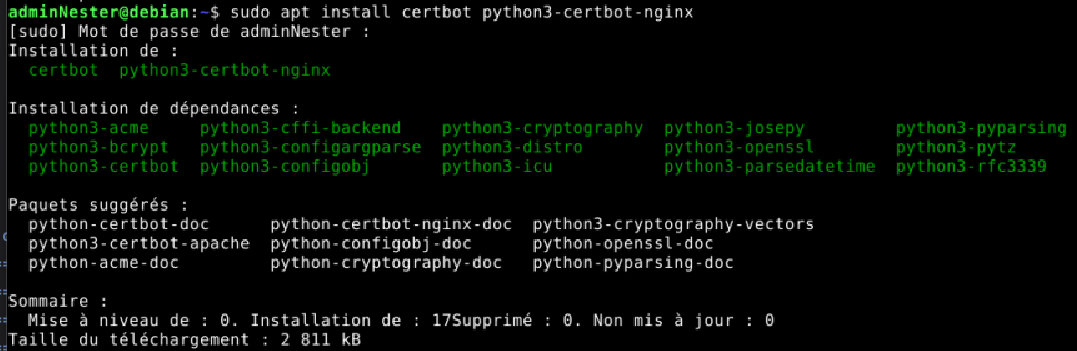 adminNester@debian:~$ sudo apt install certbot python3-certbot-nginx
[sudo] Mot de passe de adminNester :
Installation de :
  certbot  python3-certbot-nginx

Installation de dépendances :
  python3-acme     python3-cffi-backend    python3-cryptography  python3-josepy         python3-pyparsing
  python3-bcrypt   python3-configargparse  python3-distro        python3-openssl        python3-pytz
  python3-certbot  python3-configobj       python3-icu           python3-parsedatetime  python3-rfc3339

Paquets suggérés :
  python-certbot-doc      python-certbot-nginx-doc  python3-cryptography-vectors
  python3-certbot-apache  python-configobj-doc      python-openssl-doc
  python-acme-doc         python-cryptography-doc   python-pyparsing-doc

Sommaire :
  Mise à niveau de : 0. Installation de : 17Supprimé : 0. Non mis à jour : 0
Taille du téléchargement : 2 811 kB